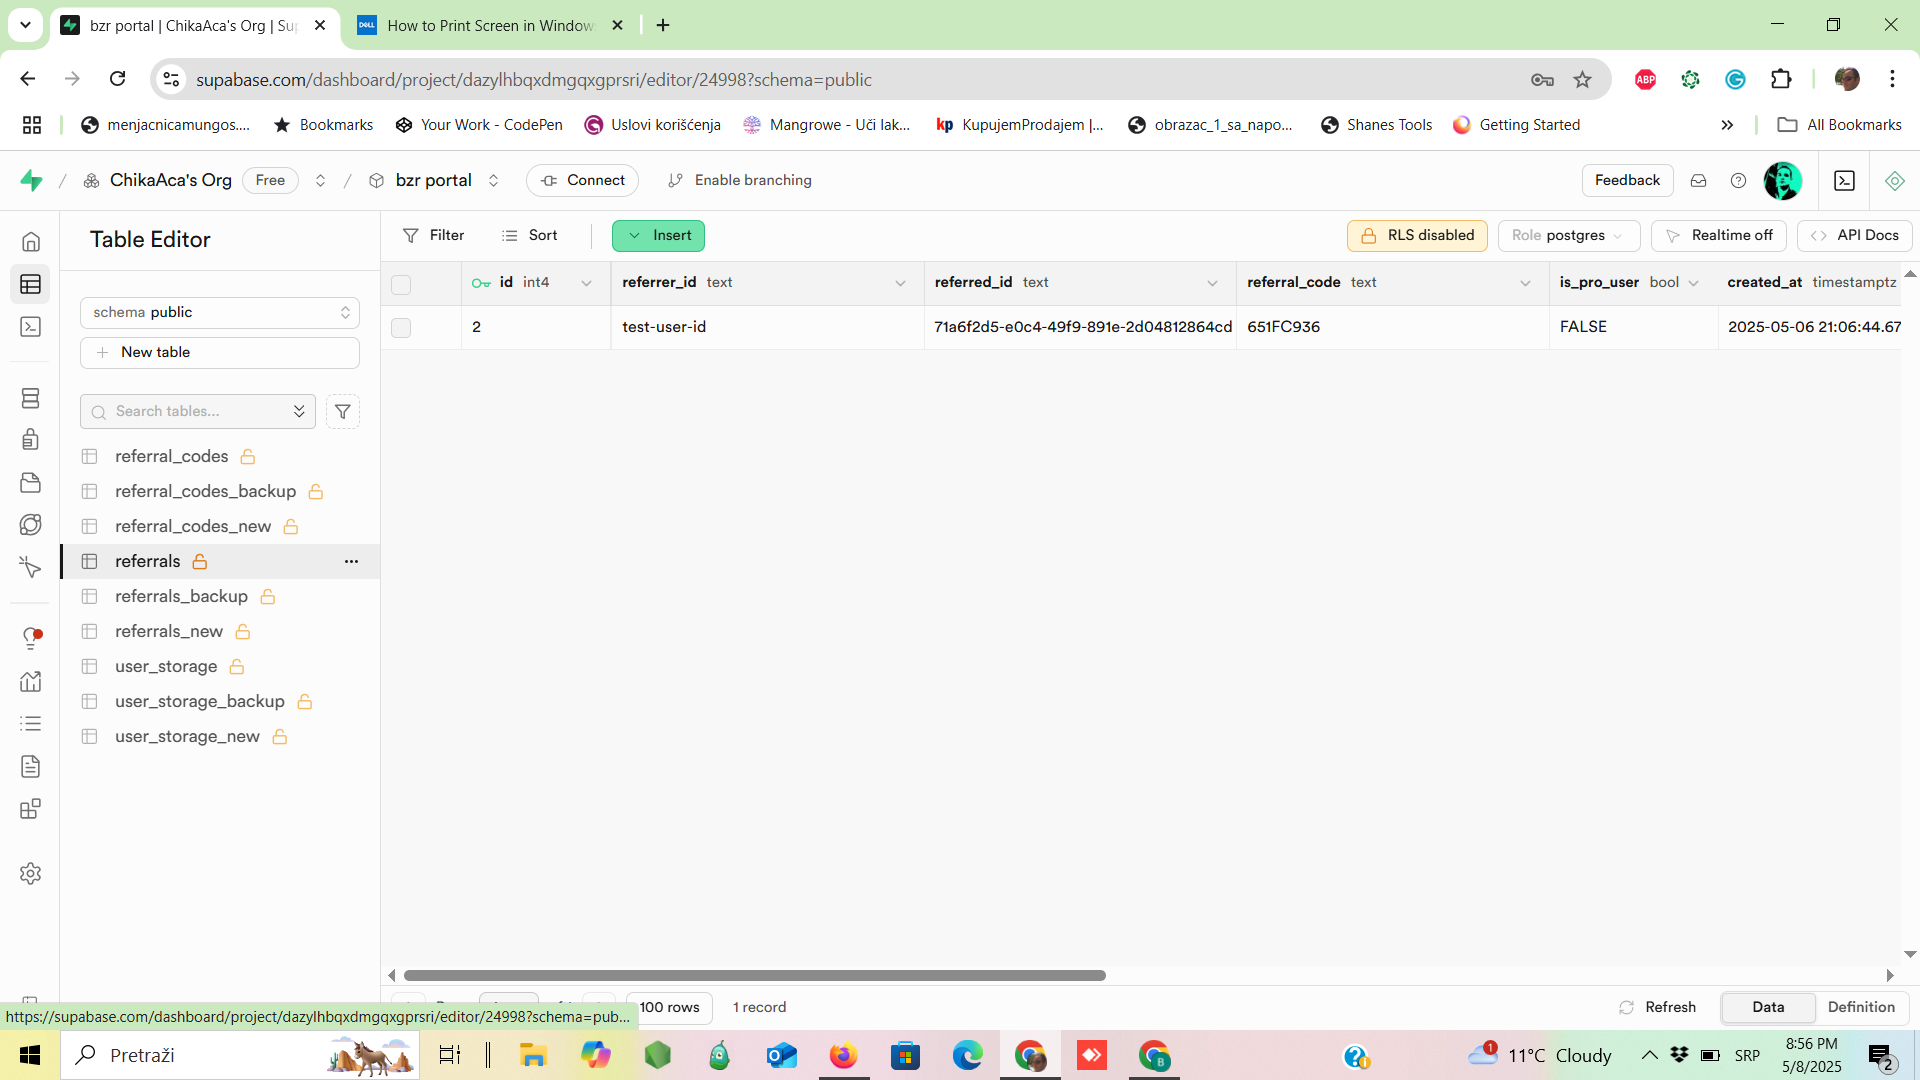 bzr portal | ChikaAca's Org | Su
How to Print Screen in Window
supabase.com/dashboard/project/dazylhbqxdmgqxgprsri/editor/24998?schema=public
ABP
menjacnicamungos....
Bookmarks
Your Work - CodePen
Uslovi korišćenja
Mangrowe - Uči lak...
KupujemProdajem |...
obrazac_1_sa_napo...
Shanes Tools
Getting Started
All Bookmarks
ChikaAca's Org
Free
bzr portal
Connect
Enable branching
Feedback
Table Editor
Filter
Sort
Insert
RLS disabled
Role postgres
Realtime off
API Docs
schema public
New table
Search tables...
referral_codes
referral_codes_backup
referral_codes_new
referrals
referrals_backup
referrals_new
user_storage
user_storage_backup
user_storage_new
id int4
referrer_id text
referred_id text
referral_code text
is_pro_user bool
created_at timestamptz
2
test-user-id
71a6f2d5-e0c4-49f9-891e-2d04812864cd
651FC936
FALSE
2025-05-06 21:06:44.67
100 rows
1 record
Refresh
Data
Definition
https://supabase.com/dashboard/project/dazylhbqxdmgqxgprsri/editor/24998?schema=pub...
Pretraži
1
11°C Cloudy
SRP
8:56 PM
5/8/2025
2